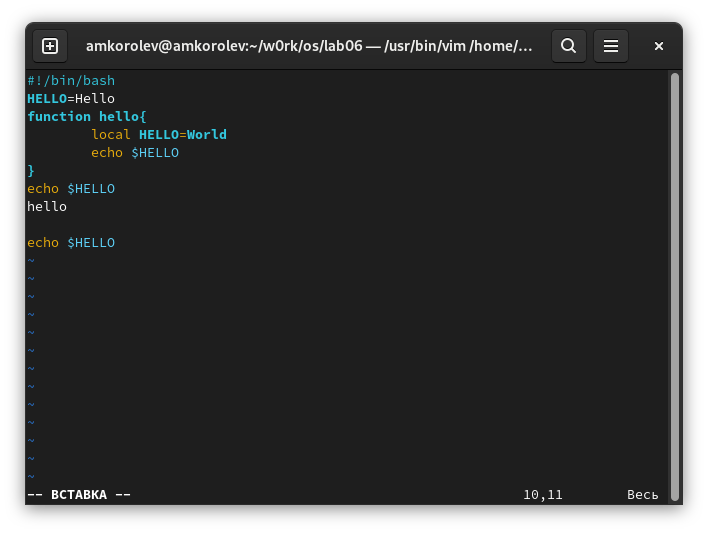 amkorolev@amkorolev:~/w0rk/os/lab06 — /usr/bin/vim /home/...
#!/bin/bash
HELLO=Hello
function hello{
        local HELLO=World
        echo $HELLO
}
echo $HELLO
hello

echo $HELLO
~
~
~
~
~
~
~
~
~
~
~
~
~
-- ВСТАВКА -- 10,11 Весь